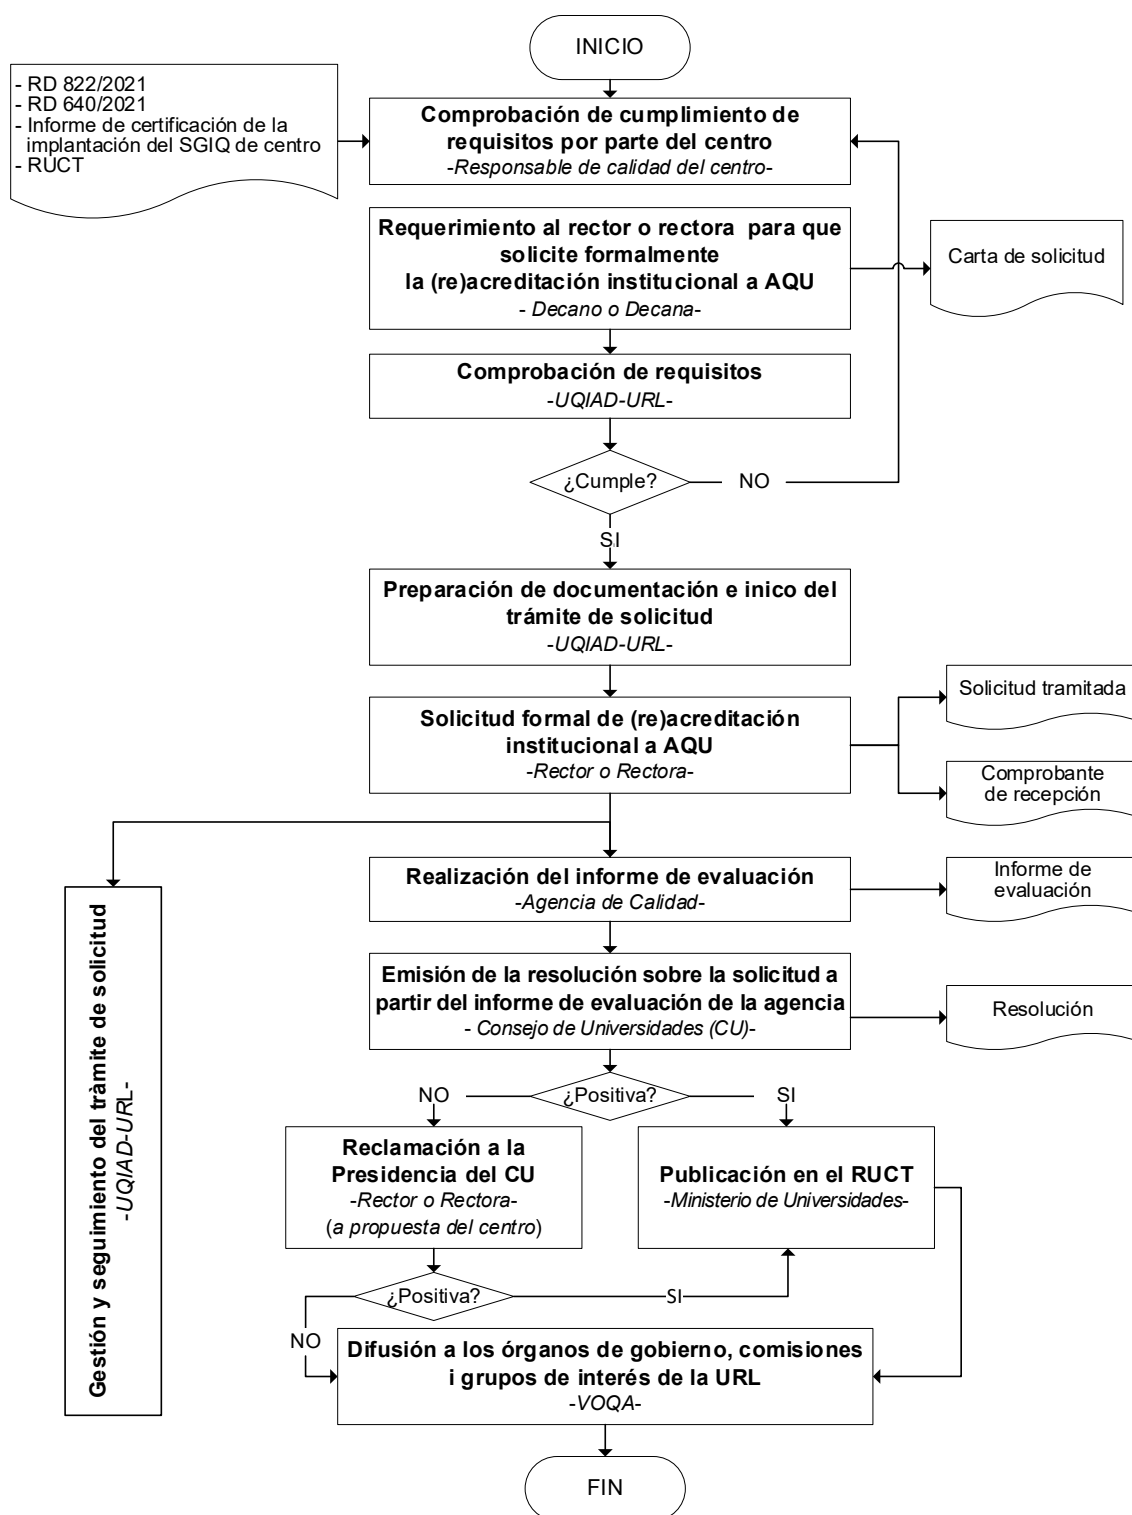 INICIO
- RD 822/2021
- RD 640/2021
- Informe de certificación de la
implantación del SGIQ de centro
- RUCT
Comprobación de cumplimiento de
requisitos por parte del centro
-Responsable de calidad del centro-
Requerimiento al rector o rectora para que
solicite formalmente
la (re)acreditación institucional a AQU
- Decano o Decana-
Carta de solicitud
Comprobación de requisitos
-UQIAD-URL-
¿Cumple?
NO
SI
Preparación de documentación e inico del
trámite de solicitud
-UQIAD-URL-
Solicitud formal de (re)acreditación
institucional a AQU
-Rector o Rectora-
Solicitud tramitada
Comprobante
de recepción
Gestión y seguimiento del tràmite de solicitud
-UQIAD-URL-
Realización del informe de evaluación
-Agencia de Calidad-
Informe de
evaluación
Emisión de la resolución sobre la solicitud a
partir del informe de evaluación de la agencia
- Consejo de Universidades (CU)-
Resolución
¿Positiva?
NO
SI
Reclamación a la
Presidencia del CU
-Rector o Rectora-
(a propuesta del centro)
Publicación en el RUCT
-Ministerio de Universidades-
¿Positiva?
SI
NO
Difusión a los órganos de gobierno, comisiones
i grupos de interés de la URL
-VOQA-
FIN